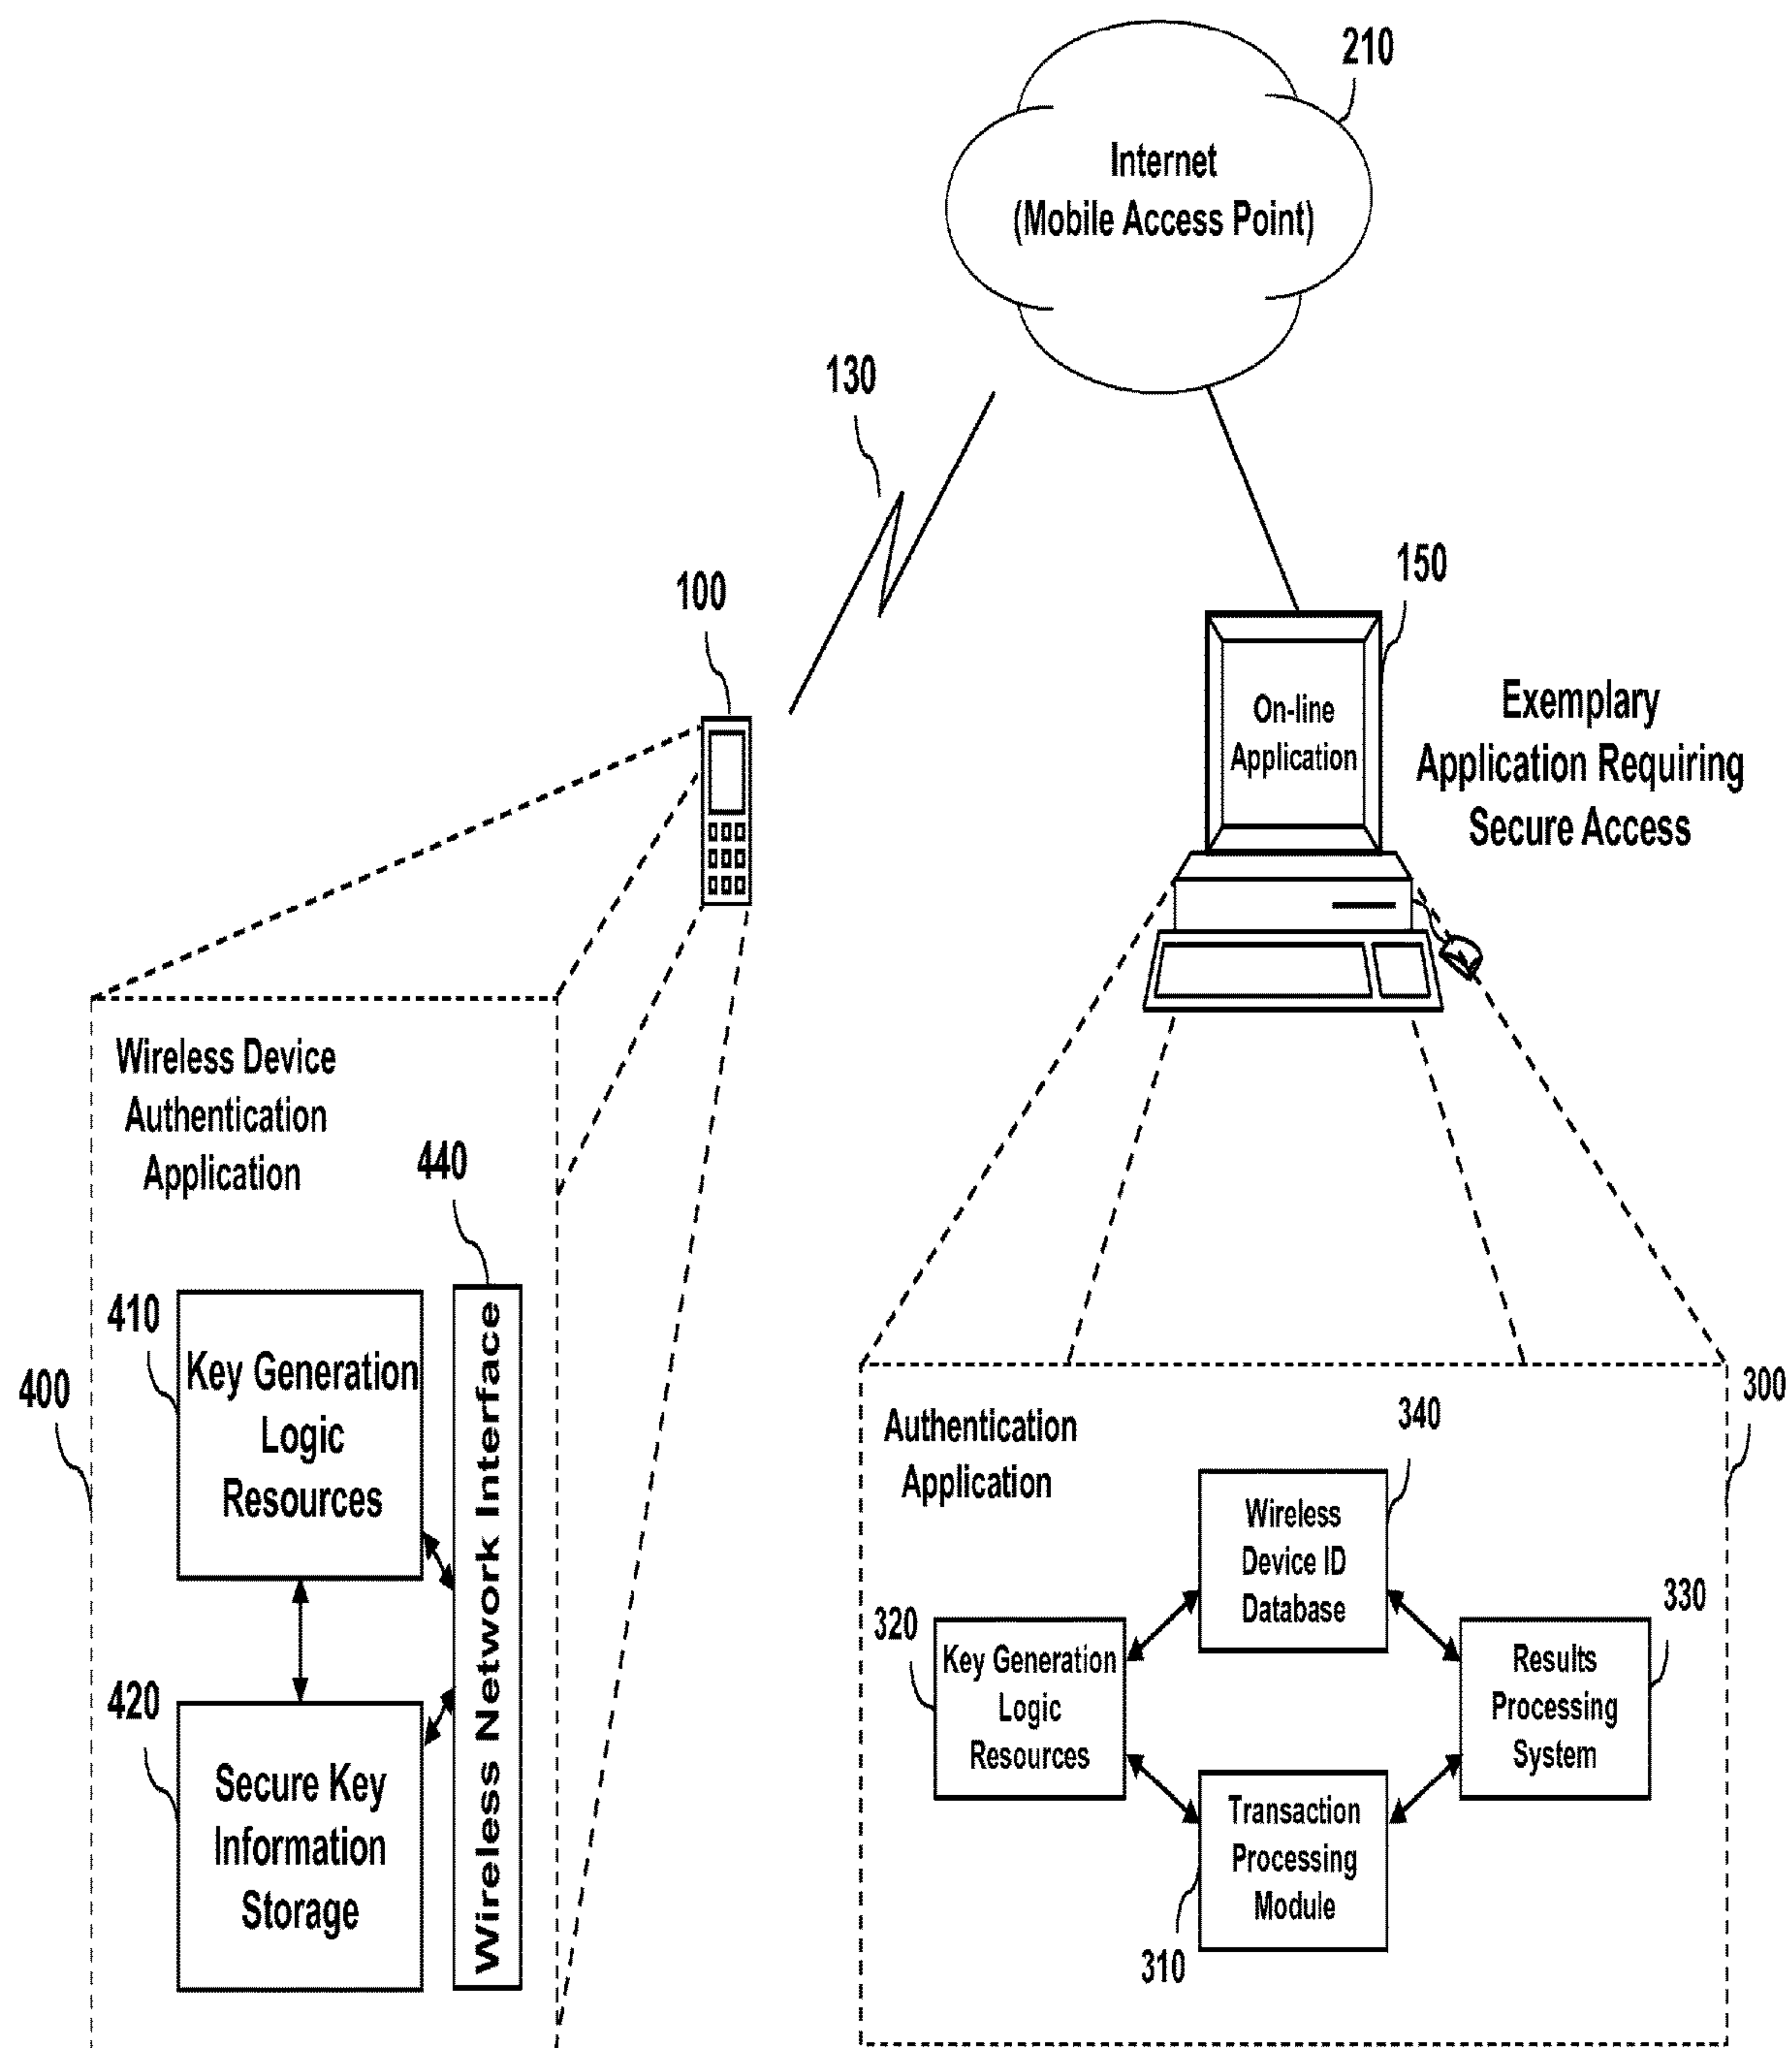 210
Internet
(Mobile Access Point)
130
150
100
On-line
Application
Exemplary
Application Requiring
Secure Access
Wireless Device
Authentication
Application
440
410
Key Generation
Logic
Resources
Wireless Network Interface
400
420
Secure Key
Information
Storage
300
Authentication
Application
340
Wireless
Device ID
Database
320
Key Generation
Logic
Resources
330
Results
Processing
System
Transaction
Processing
Module
310